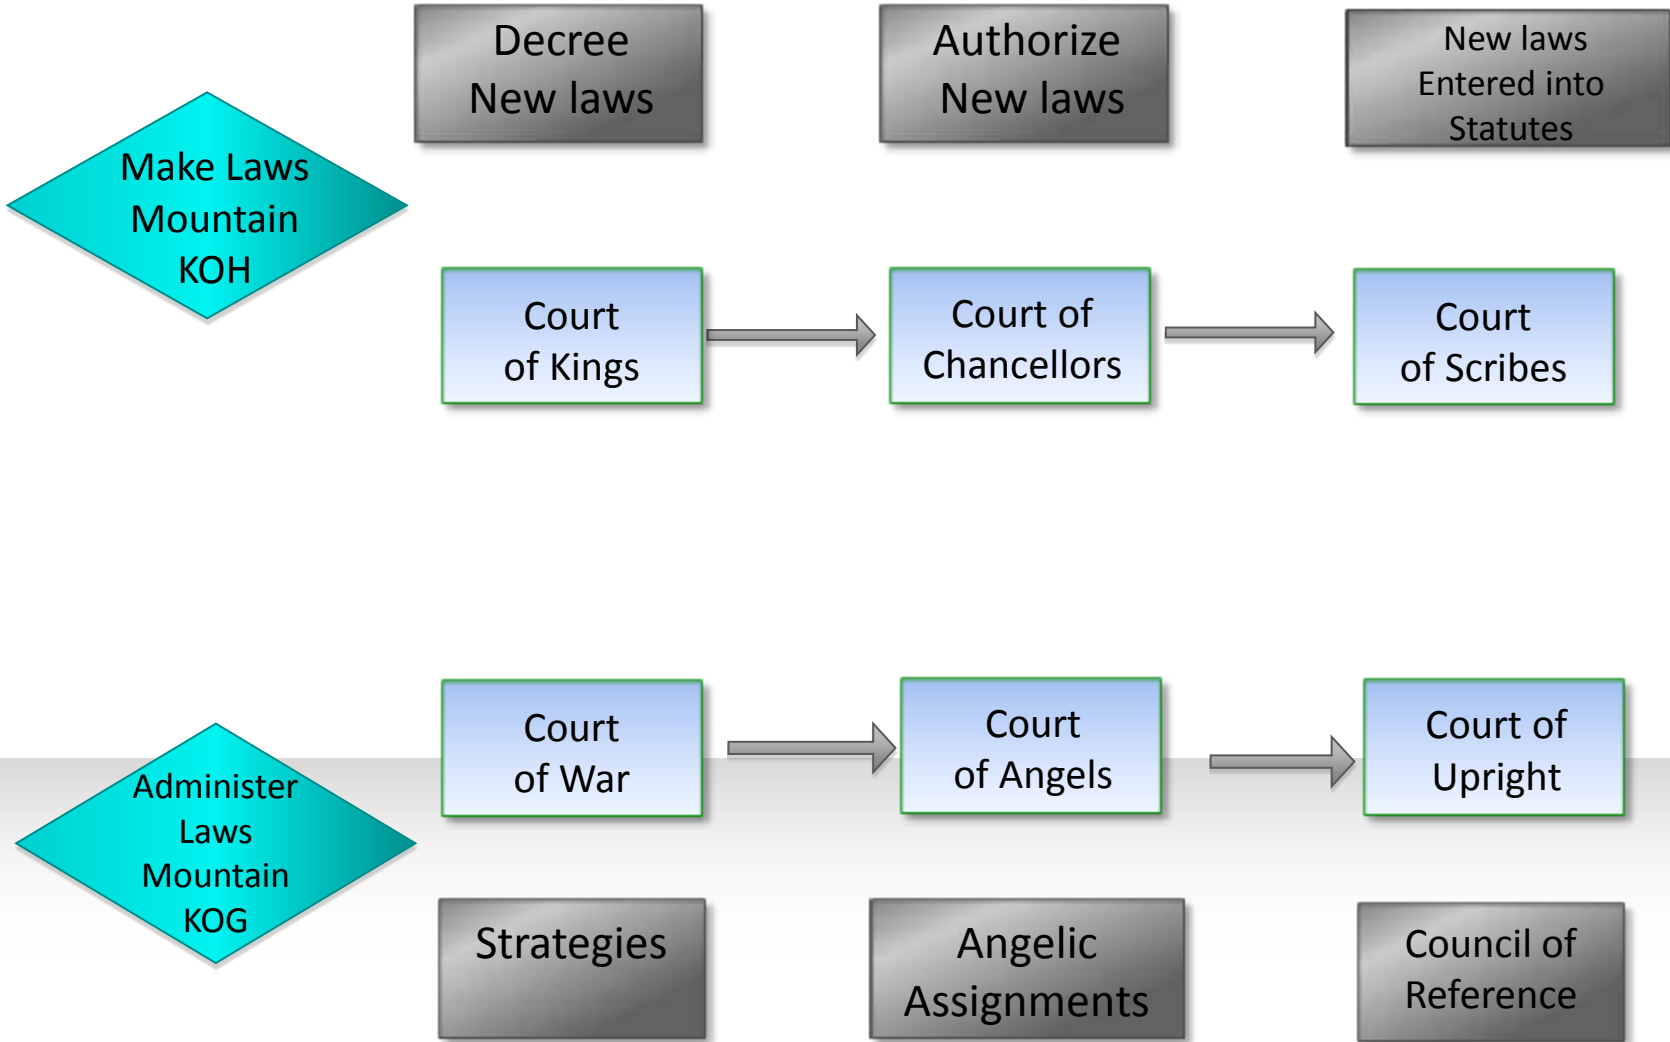 Decree
New laws
Authorize
New laws
New laws
Entered into
Statutes
Make Laws
Mountain
KOH
Court
of Kings
Court of
Chancellors
Court
of Scribes
Administer
Laws
Mountain
KOG
Court
of War
Court
of Angels
Court of
Upright
Strategies
Angelic
Assignments
Council of
Reference